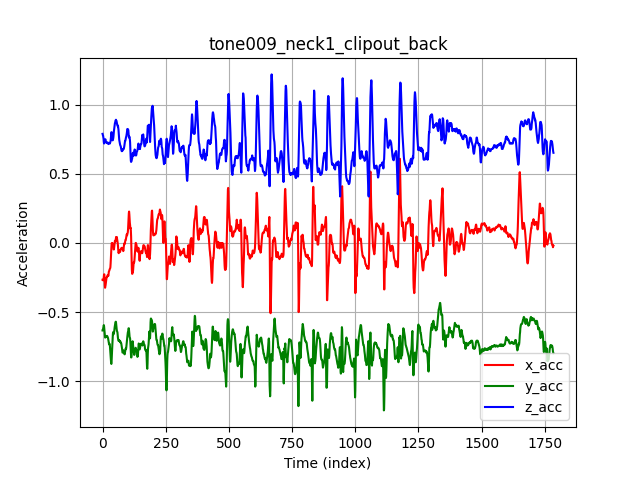 tone009_neck1_clipout_back
1.0
0.5
0.0
−0.5
−1.0
Acceleration
0
250
500
750
1000
1250
1500
1750
Time (index)
x_acc
y_acc
z_acc